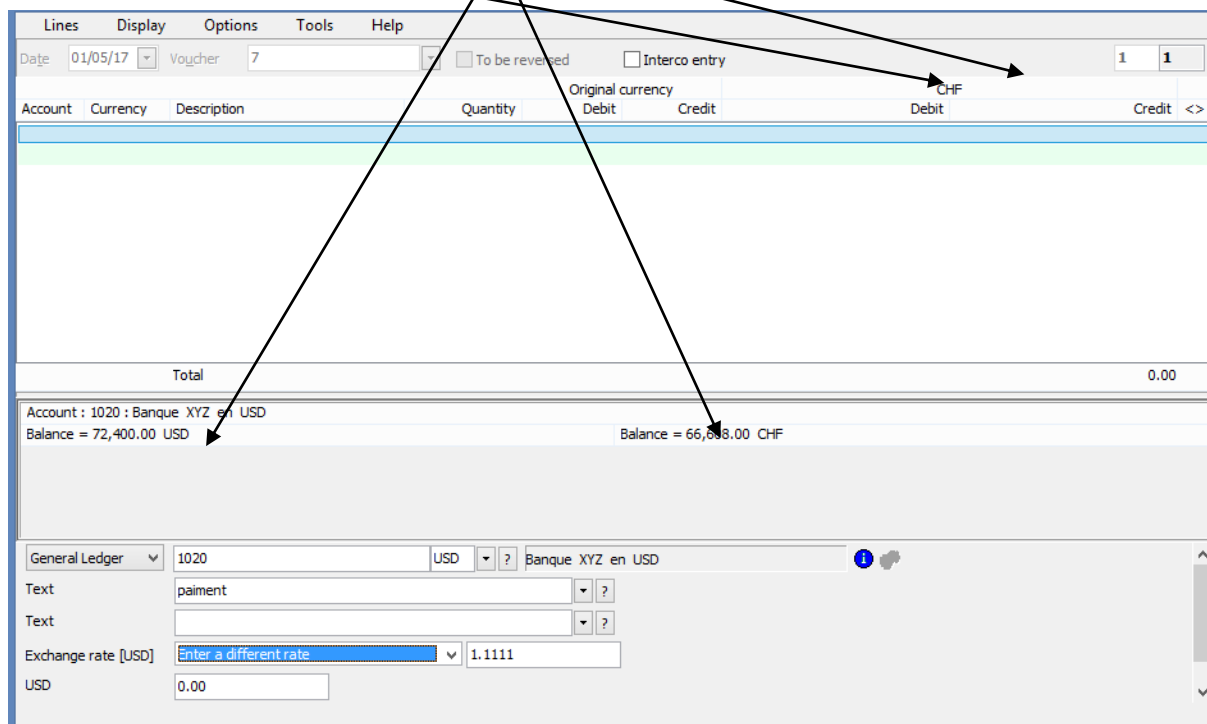 Lines Display Options Tools Help
Date 01/05/17 Voucher 7 To be reversed Interco entry 1 1
Original currency CHF
Account Currency Description Quantity Debit Credit Debit Credit <>
Total 0.00
Account : 1020 : Banque XYZ en USD
Balance = 72,400.00 USD Balance = 66,608.00 CHF
General Ledger 1020 USD ? Banque XYZ en USD
Text paiment ?
Text ?
Exchange rate [USD] Enter a different rate 1.1111
USD 0.00